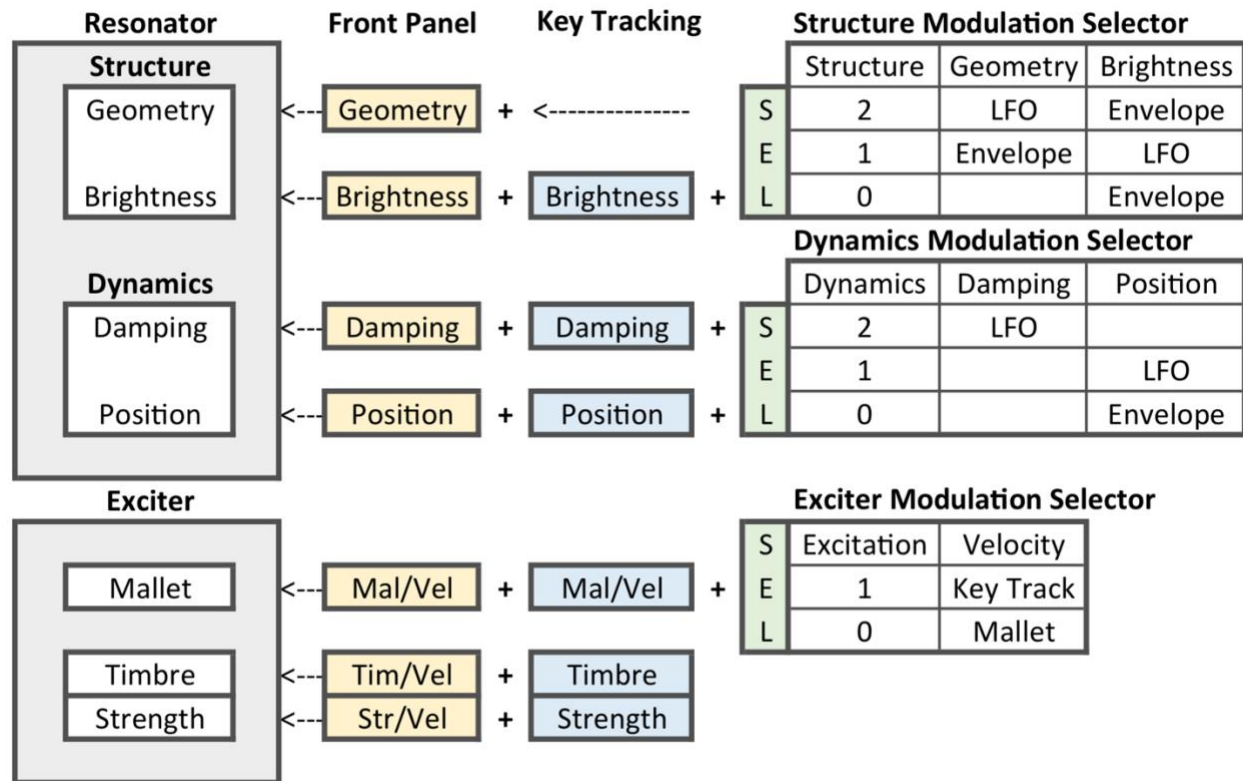 Resonator Front Panel Key Tracking Structure Modulation Selector
Structure Structure Geometry Brightness
Geometry <--- Geometry + <-------------- S 2 LFO Envelope
E 1 Envelope LFO
Brightness <--- Brightness + Brightness + L 0 Envelope
Dynamics Modulation Selector
Dynamics Dynamics Damping Position
Damping <--- Damping + Damping + S 2 LFO
E 1 LFO
Position <--- Position + Position + L 0 Envelope
Exciter Exciter Modulation Selector
S Excitation Velocity
Mallet <--- Mal/Vel + Mal/Vel + E 1 Key Track
L 0 Mallet
Timbre <--- Tim/Vel + Timbre
Strength <--- Str/Vel + Strength